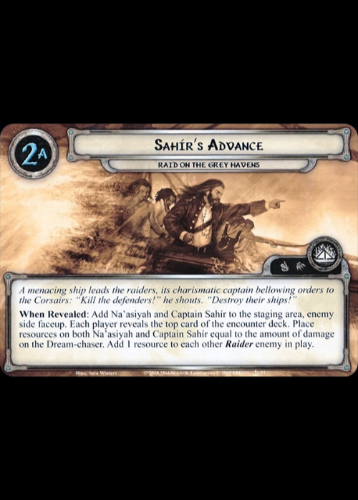 2A
SAHÍR'S ADVANCE
RAID ON THE GREY HAVENS
A menacing ship leads the raiders, its charismatic captain bellowing orders to
the Corsairs: "Kill the defenders!" he shouts. "Destroy their ships!"
When Revealed: Add Na'asiyah and Captain Sahír to the staging area, enemy
side faceup. Each player reveals the top card of the encounter deck. Place
resources on both Na'asiyah and Captain Sahír equal to the amount of damage
on the Dream-chaser. Add 1 resource to each other Raider enemy in play.